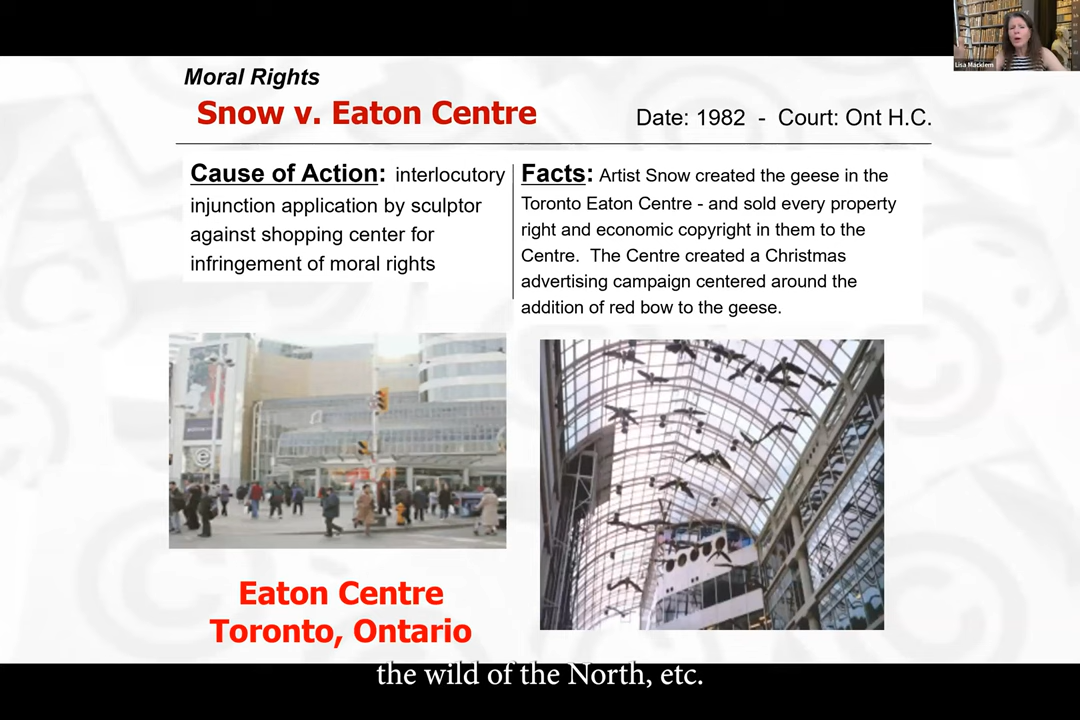 Lisa Macklem
Moral Rights
Snow v. Eaton Centre
Date: 1982 - Court: Ont H.C.
Cause of Action: interlocutory
injunction application by sculptor
against shopping center for
infringement of moral rights
Facts: Artist Snow created the geese in the
Toronto Eaton Centre - and sold every property
right and economic copyright in them to the
Centre. The Centre created a Christmas
advertising campaign centered around the
addition of red bow to the geese.
Eaton Centre
Toronto, Ontario
the wild of the North, etc.